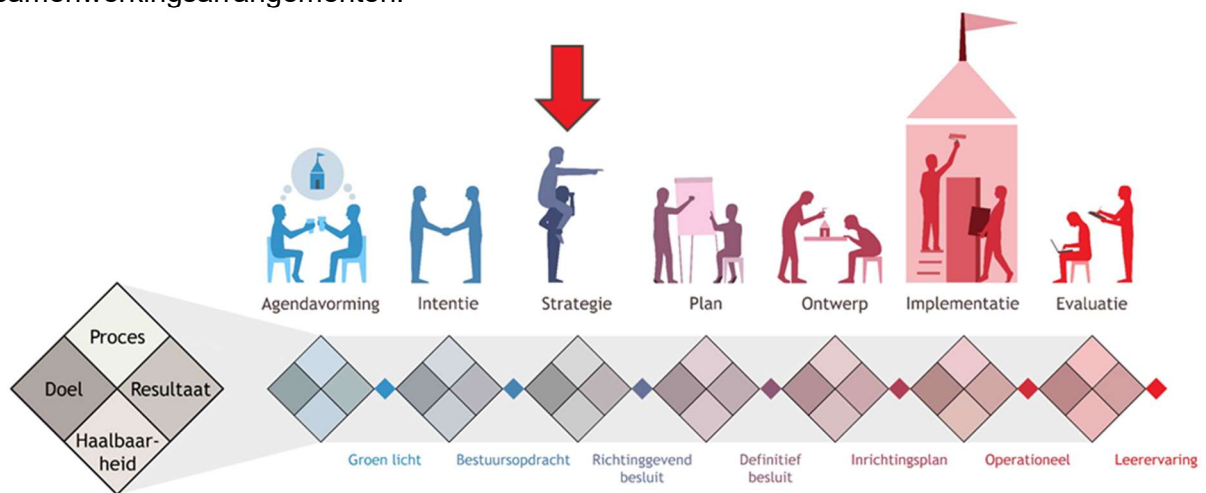 samenwerkingsarrangementen.
Agendavorming
Intentie
Strategie
Plan
Ontwerp
Implementatie
Evaluatie
Proces
Doel
Resultaat
Haalbaar-
heid
Groen licht
Bestuursopdracht
Richtinggevend
besluit
Definitief
besluit
Inrichtingsplan
Operationeel
Leerervaring